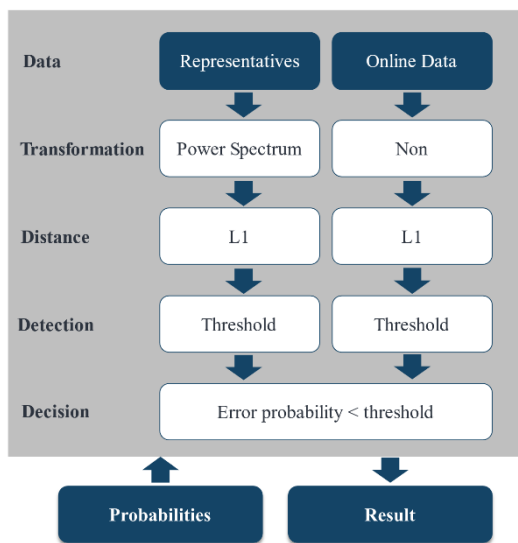 Data
Representatives
Online Data
Transformation
Power Spectrum
Non
Distance
L1
L1
Detection
Threshold
Threshold
Decision
Error probability < threshold
Probabilities
Result